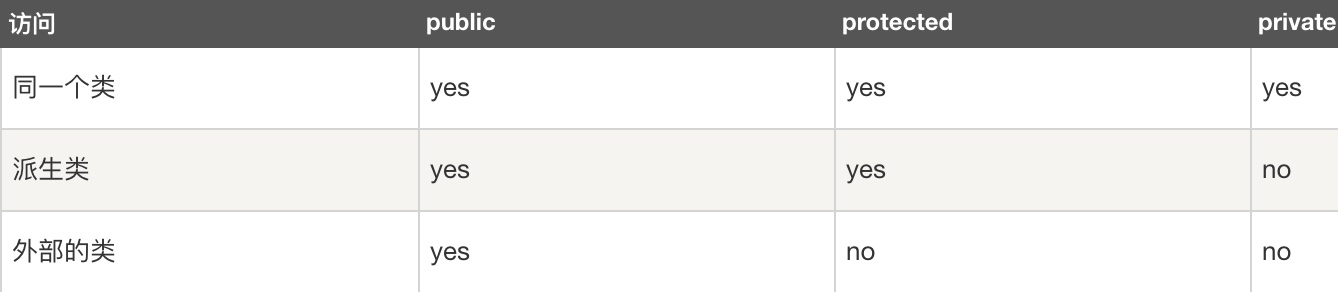 访问 public protected private
同一个类 yes yes yes
派生类 yes yes no
外部的类 yes no no